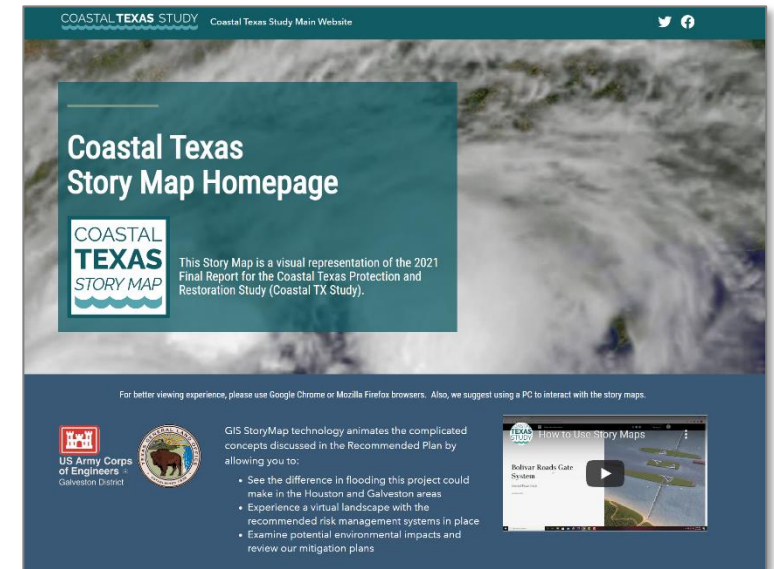 COASTAL TEXAS STUDY Coastal Texas Study Main Website
Coastal Texas
Story Map Homepage
COASTAL
TEXAS
STORY MAP
This Story Map is a visual representation of the 2021
Final Report for the Coastal Texas Protection and
Restoration Study (Coastal TX Study).
For better viewing experience, please use Google Chrome or Mozilla Firefox browsers. Also, we suggest using a PC to interact with the story maps.
US Army Corps
of Engineers
Galveston District
GIS StoryMap technology animates the complicated
concepts discussed in the Recommended Plan by
allowing you to:
• See the difference in flooding this project could
make in the Houston and Galveston areas
• Experience a virtual landscape with the
recommended risk management systems in place
• Examine potential environmental impacts and
review our mitigation plans
TEXAS
STUDY
How to Use Story Maps
Bolivar Roads Gate
System